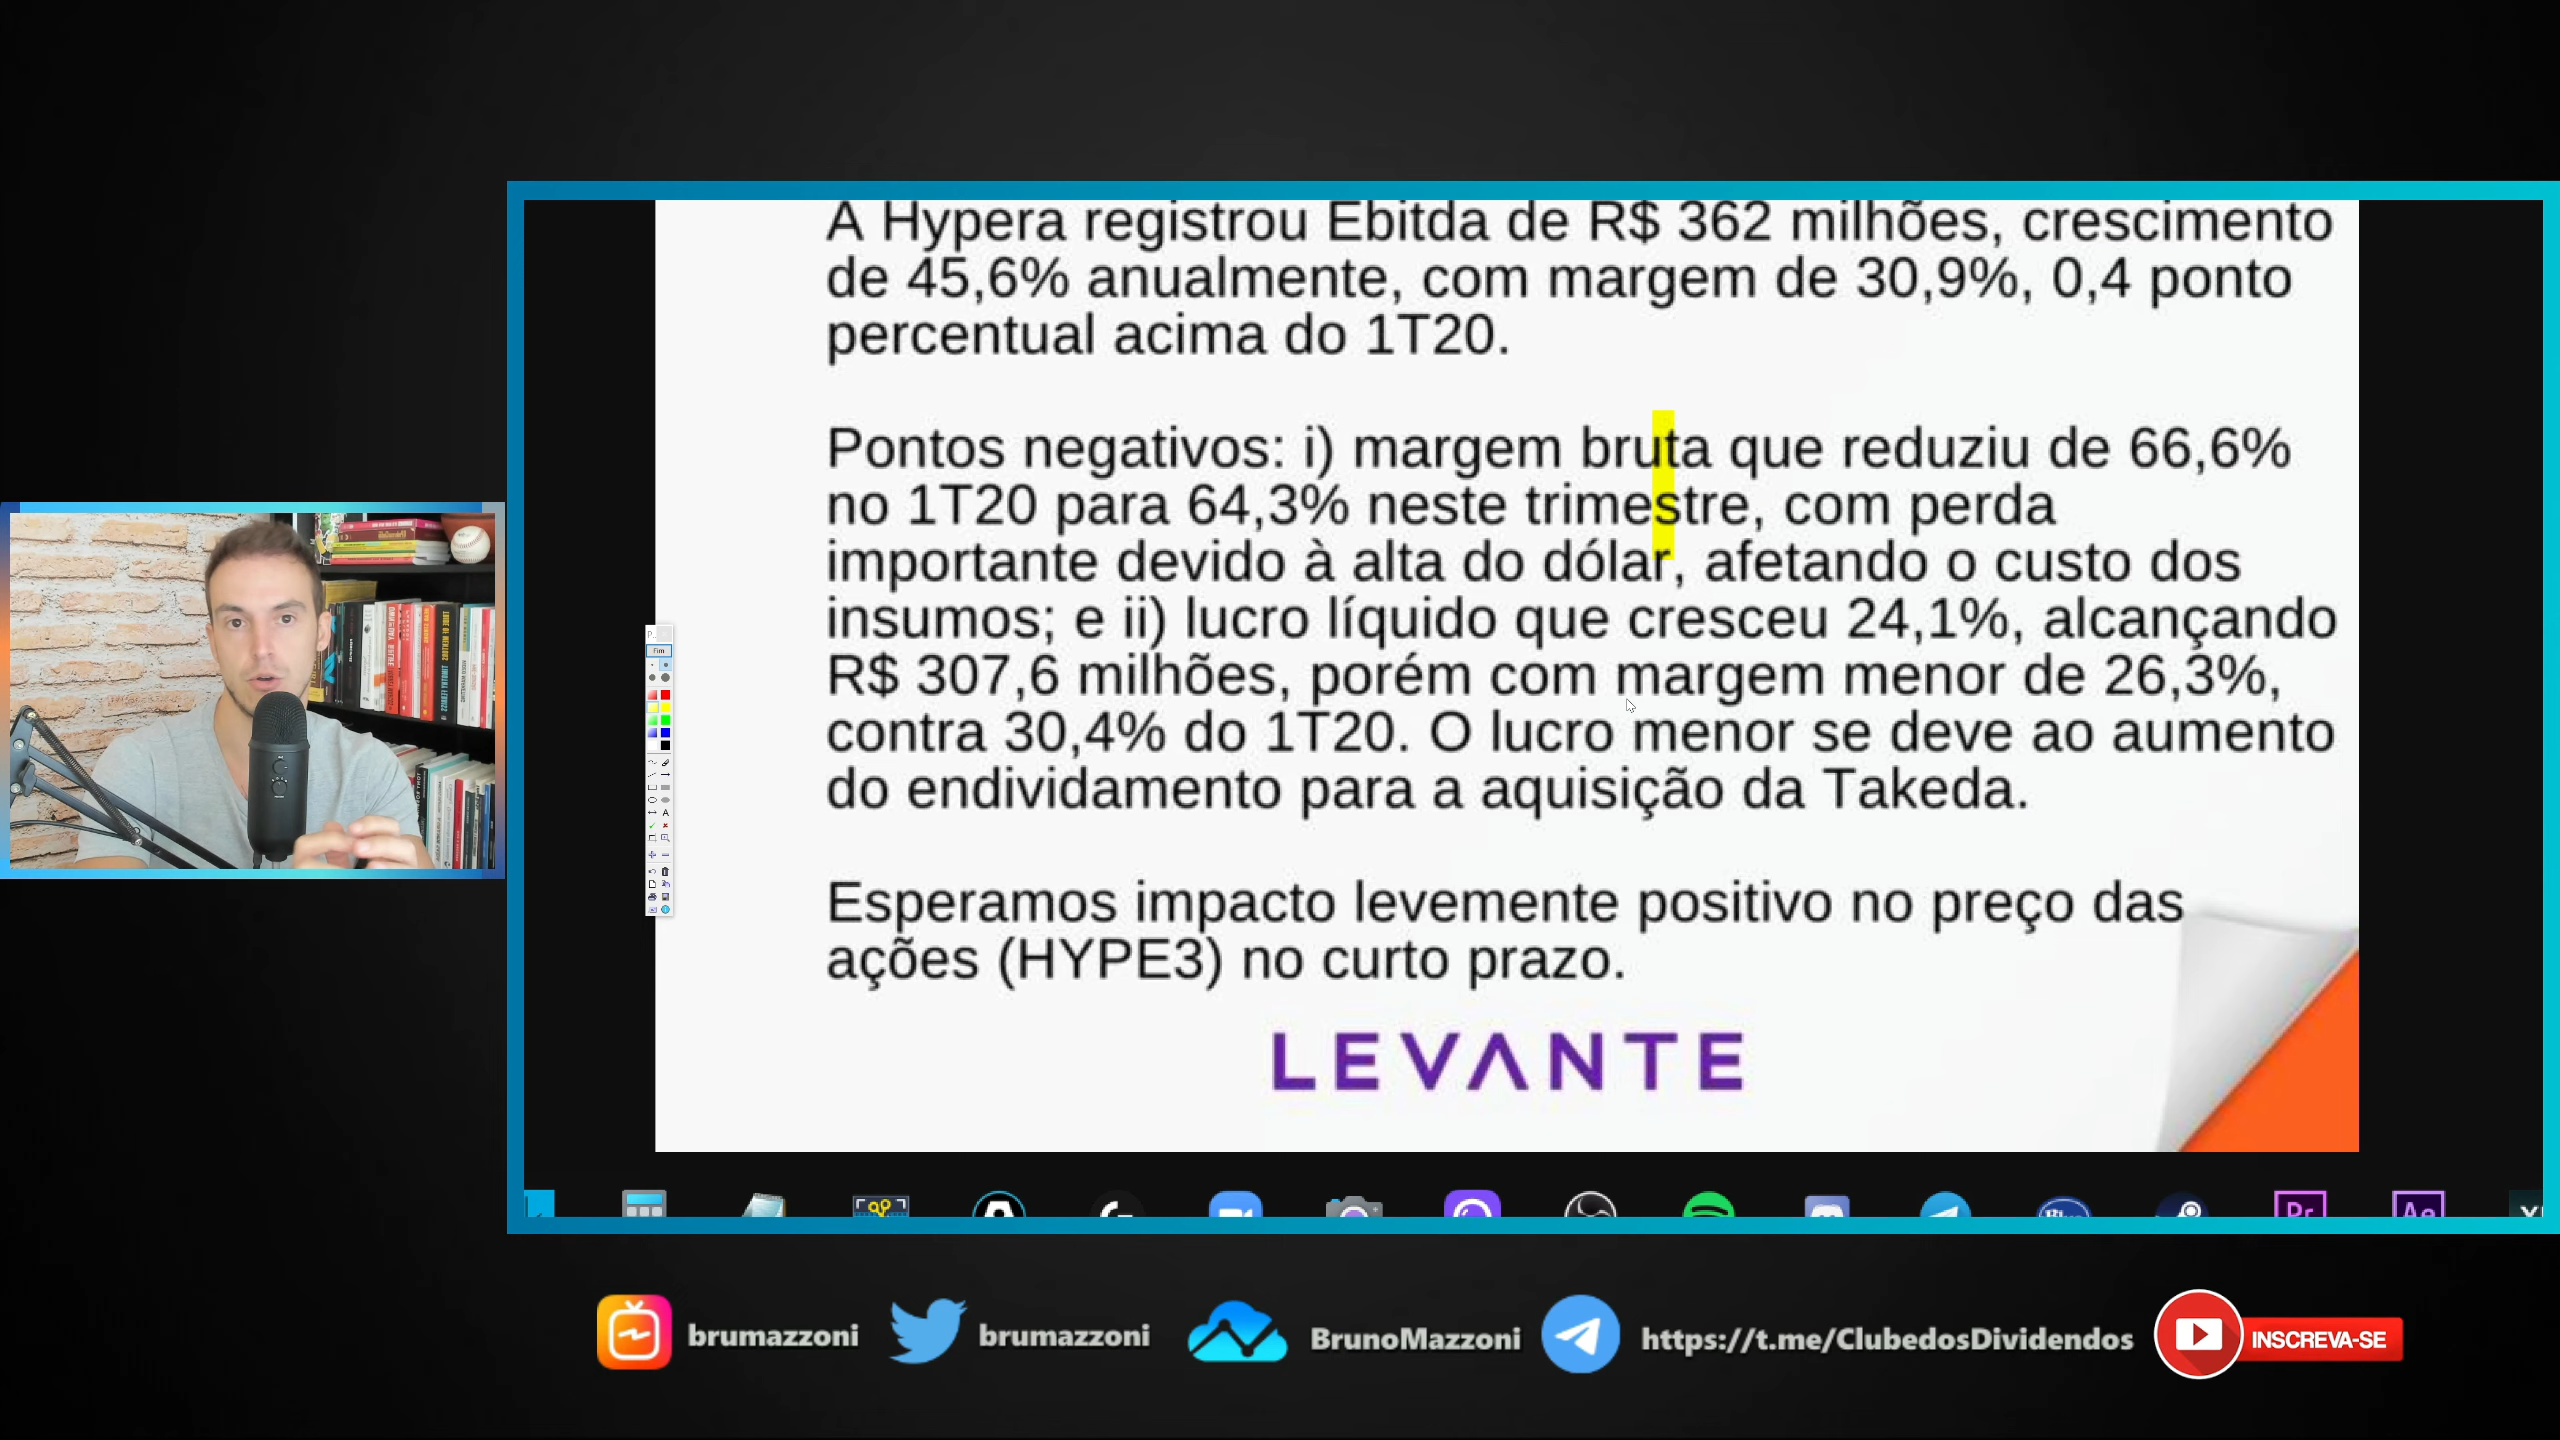 A Hypera registrou Ebitda de R$ 362 milhões, crescimento
de 45,6% anualmente, com margem de 30,9%, 0,4 ponto
percentual acima do 1T20.
Pontos negativos: i) margem bruta que reduziu de 66,6%
no 1T20 para 64,3% neste trimestre, com perda
importante devido à alta do dólar, afetando o custo dos
insumos; e ii) lucro líquido que cresceu 24,1%, alcançando
R$ 307,6 milhões, porém com margem menor de 26,3%,
contra 30,4% do 1T20. O lucro menor se deve ao aumento
do endividamento para a aquisição da Takeda.
Esperamos impacto levemente positivo no preço das
ações (HYPE3) no curto prazo.
LEVANTE
Fim
A
Pr
Ae
brumazzoni
brumazzoni
BrunoMazzoni
https://t.me/ClubedosDividendos
INSCREVA-SE